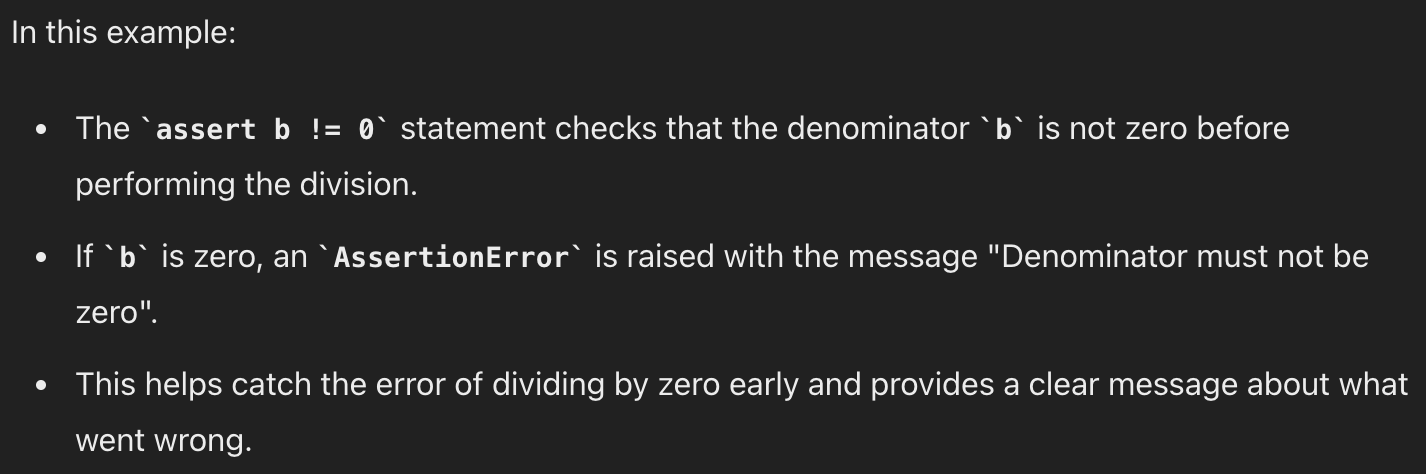 In this example:
• The `assert b != 0` statement checks that the denominator `b` is not zero before
performing the division.
• If `b` is zero, an `AssertionError` is raised with the message "Denominator must not be
zero".
• This helps catch the error of dividing by zero early and provides a clear message about what
went wrong.